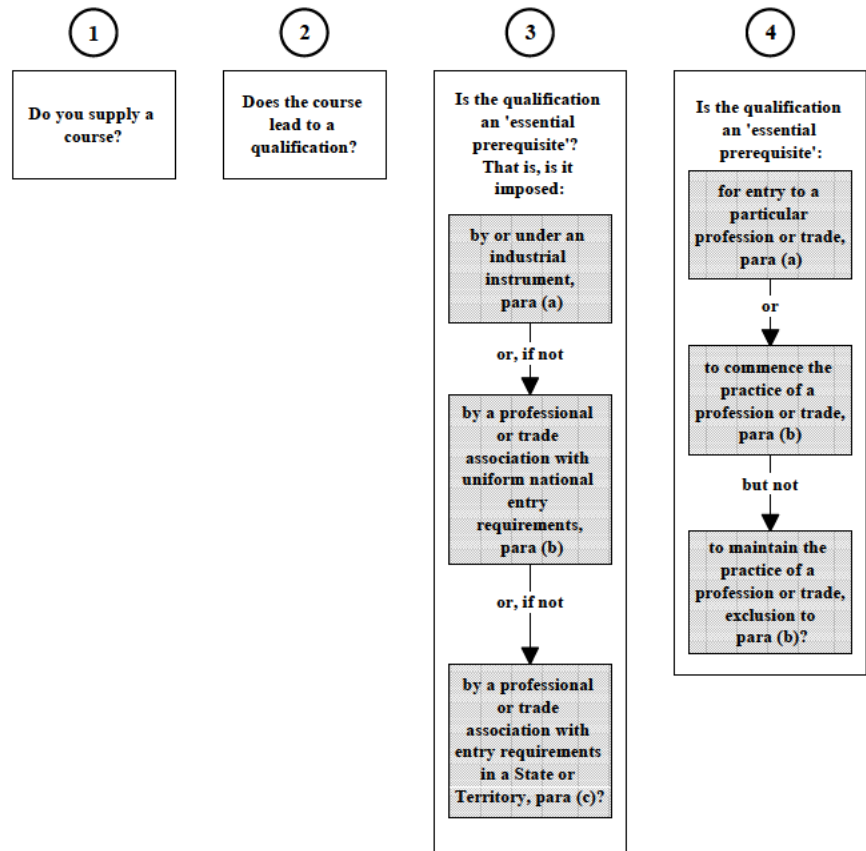 1
Do you supply a
course?
2
Does the course
lead to a
qualification?
3
Is the qualification
an 'essential
prerequisite'?
That is, is it
imposed:
by or under an
industrial
instrument,
para (a)
or, if not
by a professional
or trade
association with
uniform national
entry
requirements,
para (b)
or, if not
by a professional
or trade
association with
entry requirements
in a State or
Territory, para (c)?
4
Is the qualification
an 'essential
prerequisite':
for entry to a
particular
profession or trade,
para (a)
or
to commence the
practice of a
profession or trade,
para (b)
but not
to maintain the
practice of a
profession or trade,
exclusion to
para (b)?